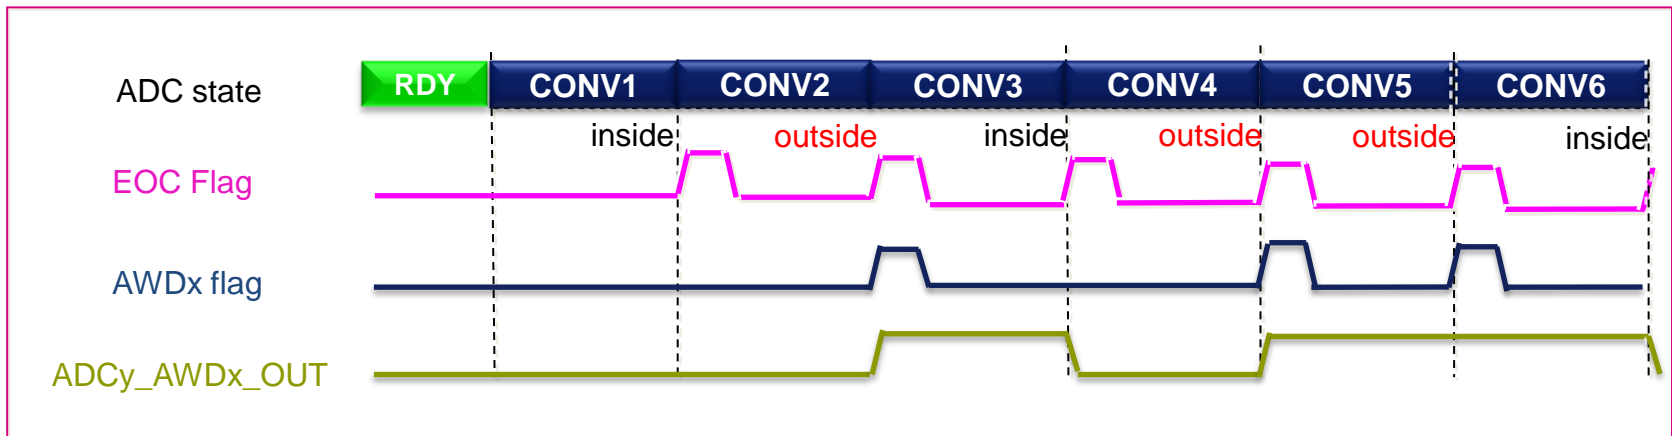 ADC state RDY CONV1 CONV2 CONV3 CONV4 CONV5 CONV6
inside outside inside outside outside inside
EOC Flag
AWDx flag
ADCy_AWDx_OUT